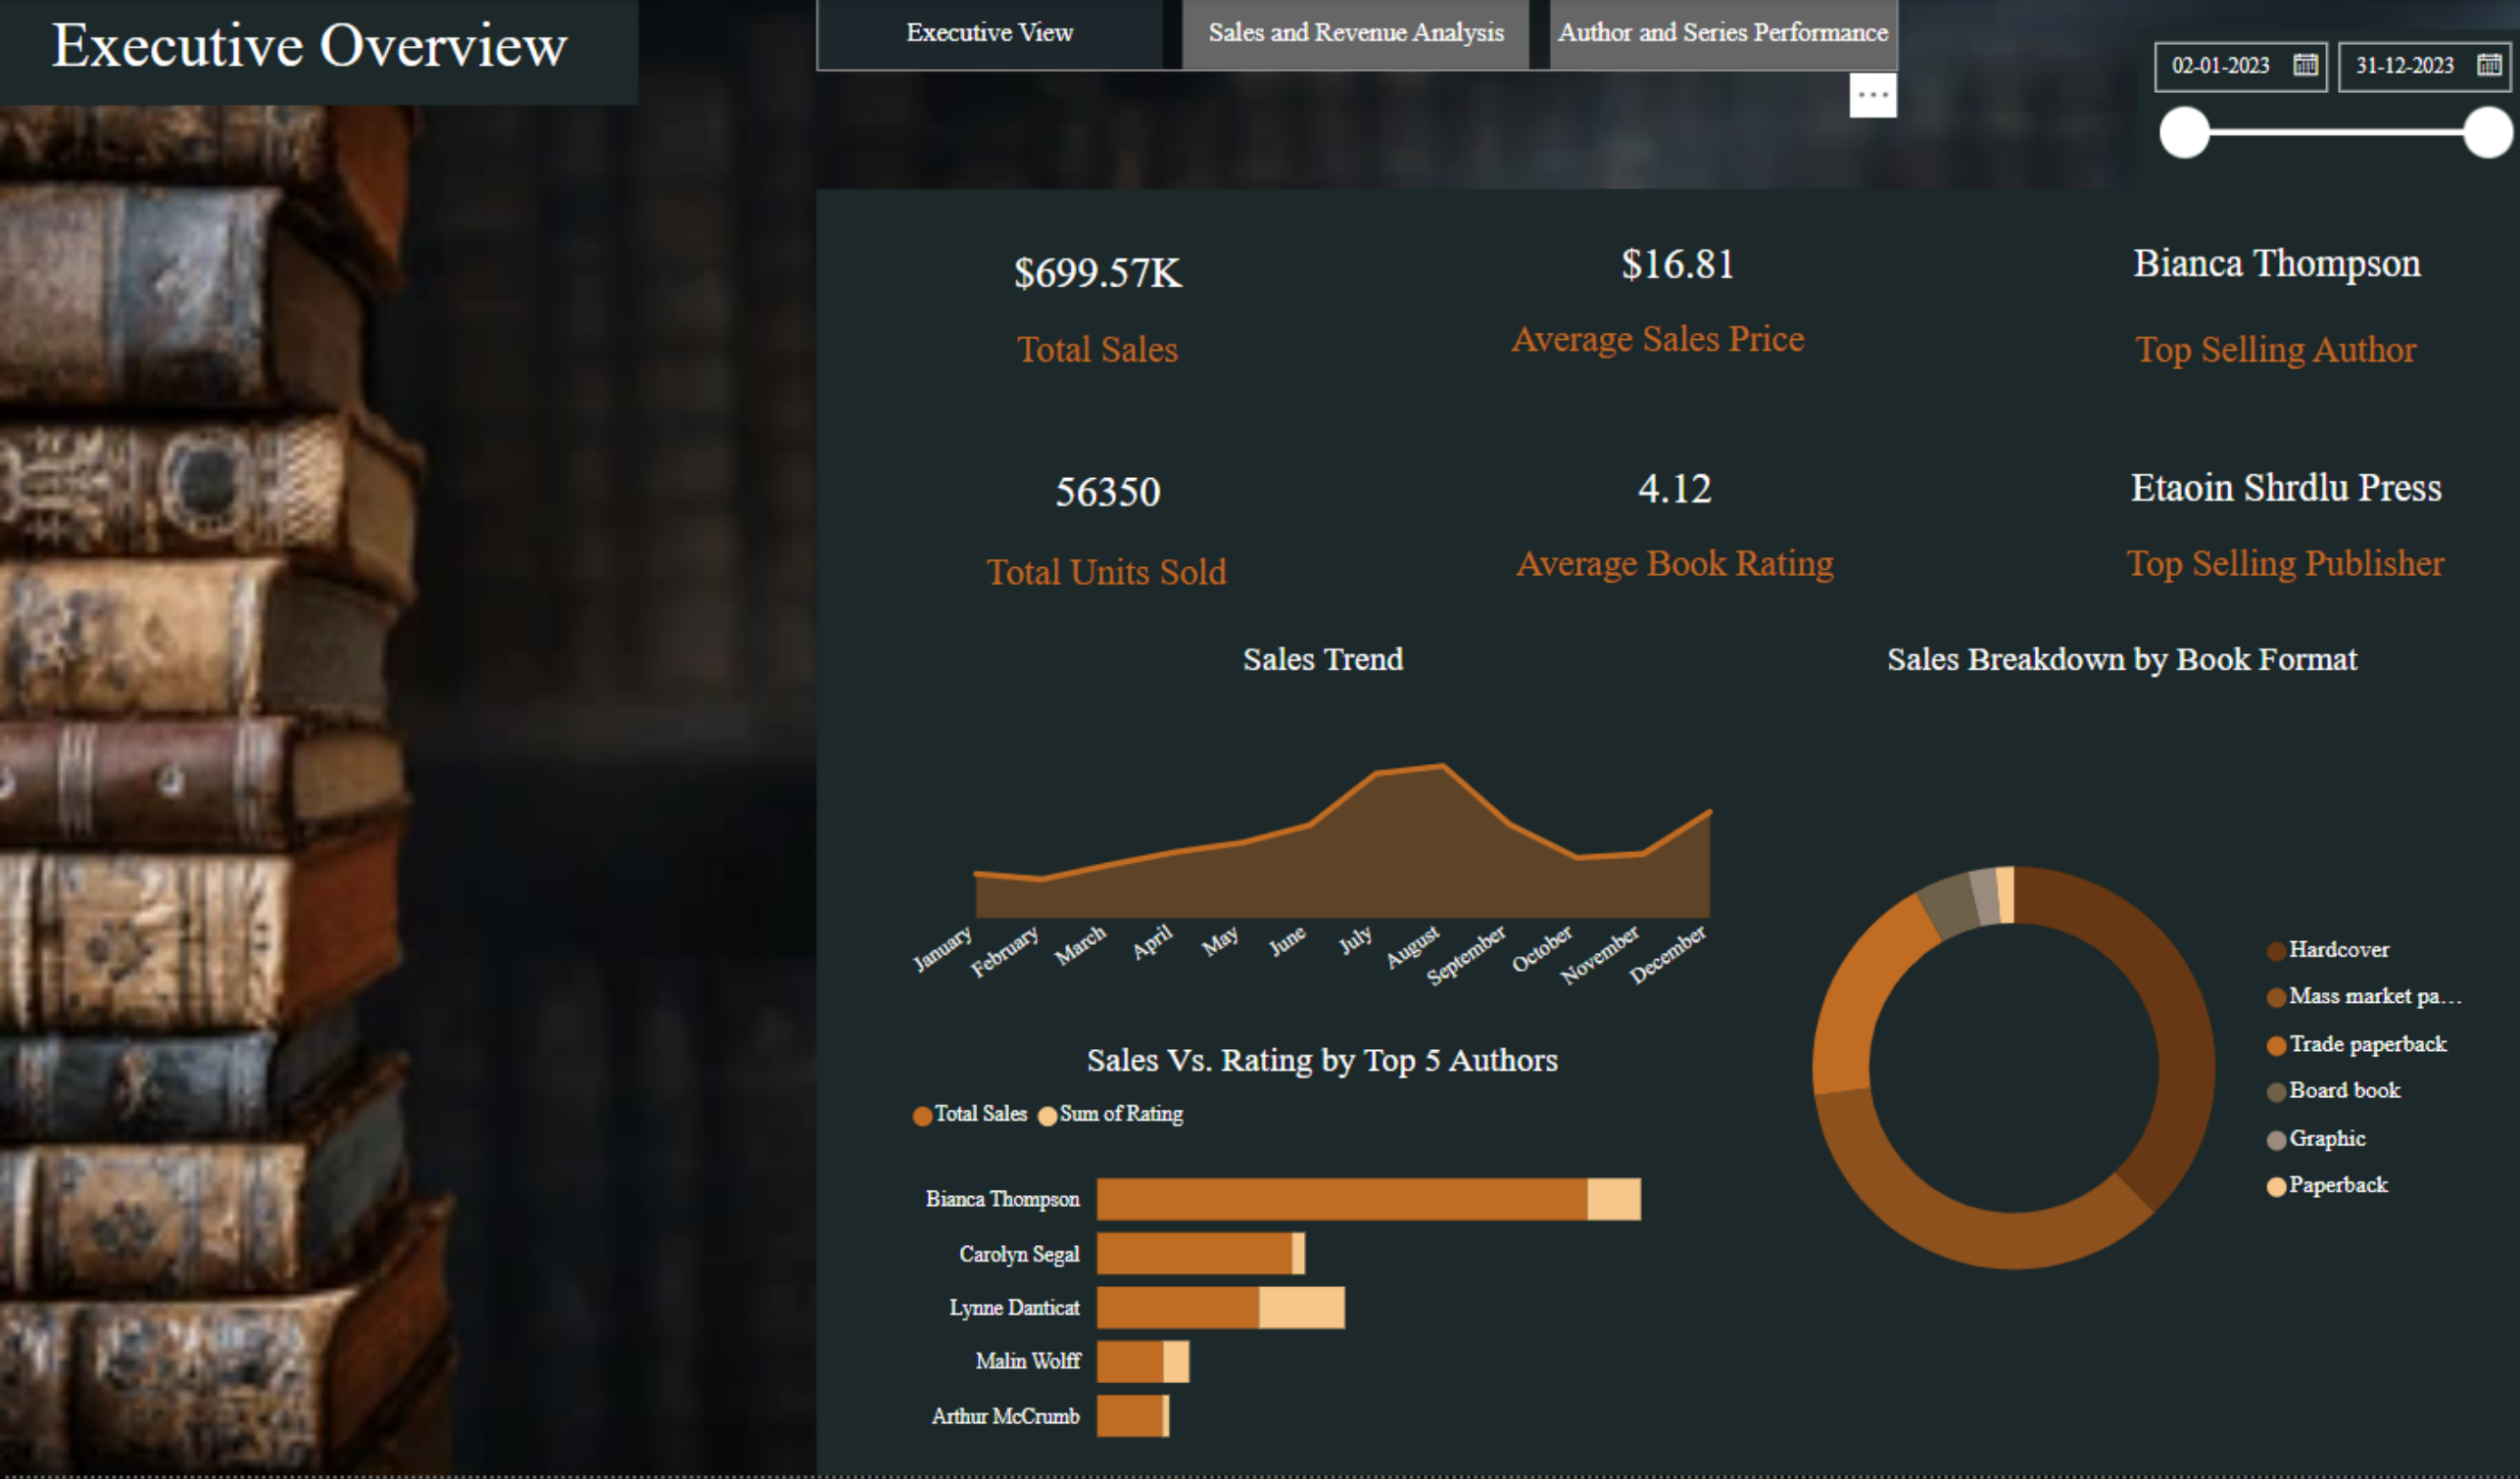 Executive Overview
Executive View
Sales and Revenue Analysis
Author and Series Performance
...
02-01-2023
31-12-2023
$699.57K
Total Sales
$16.81
Average Sales Price
Bianca Thompson
Top Selling Author
56350
Total Units Sold
4.12
Average Book Rating
Etaoin Shrdlu Press
Top Selling Publisher
Sales Trend
January
February
March
April
May
June
July
August
September
October
November
December
Sales Breakdown by Book Format
Hardcover
Mass market pa...
Trade paperback
Board book
Graphic
Paperback
Sales Vs. Rating by Top 5 Authors
Total Sales
Sum of Rating
Bianca Thompson
Carolyn Segal
Lynne Danticat
Malin Wolff
Arthur McCrumb